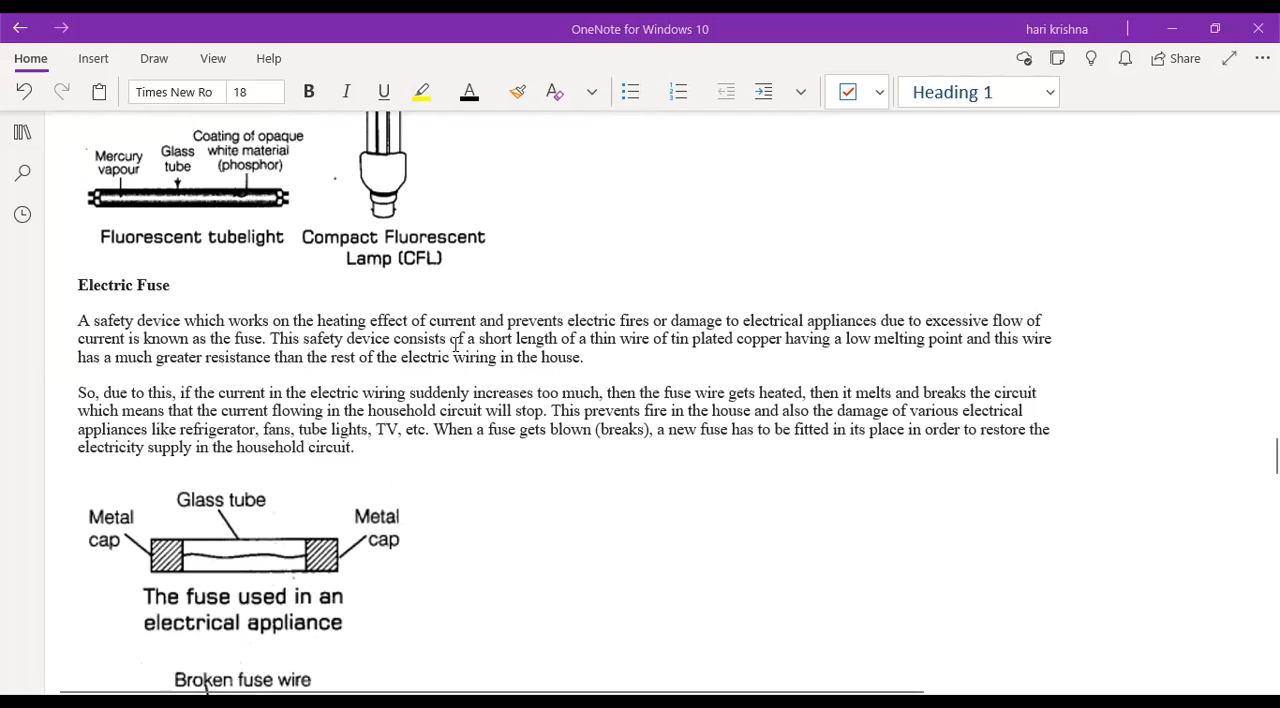 OneNote for Windows 10
hari krishna
Home Insert Draw View Help
Share
Times New Ro 18 B I U A Heading 1
Coating of opaque
Mercury Glass white material
vapour tube (phosphor)
Fluorescent tubelight Compact Fluorescent
Lamp (CFL)
Electric Fuse
A safety device which works on the heating effect of current and prevents electric fires or damage to electrical appliances due to excessive flow of
current is known as the fuse. This safety device consists of a short length of a thin wire of tin plated copper having a low melting point and this wire
has a much greater resistance than the rest of the electric wiring in the house.
So, due to this, if the current in the electric wiring suddenly increases too much, then the fuse wire gets heated, then it melts and breaks the circuit
which means that the current flowing in the household circuit will stop. This prevents fire in the house and also the damage of various electrical
appliances like refrigerator, fans, tube lights, TV, etc. When a fuse gets blown (breaks), a new fuse has to be fitted in its place in order to restore the
electricity supply in the household circuit.
Glass tube
Metal Metal
cap cap
The fuse used in an
electrical appliance
Broken fuse wire